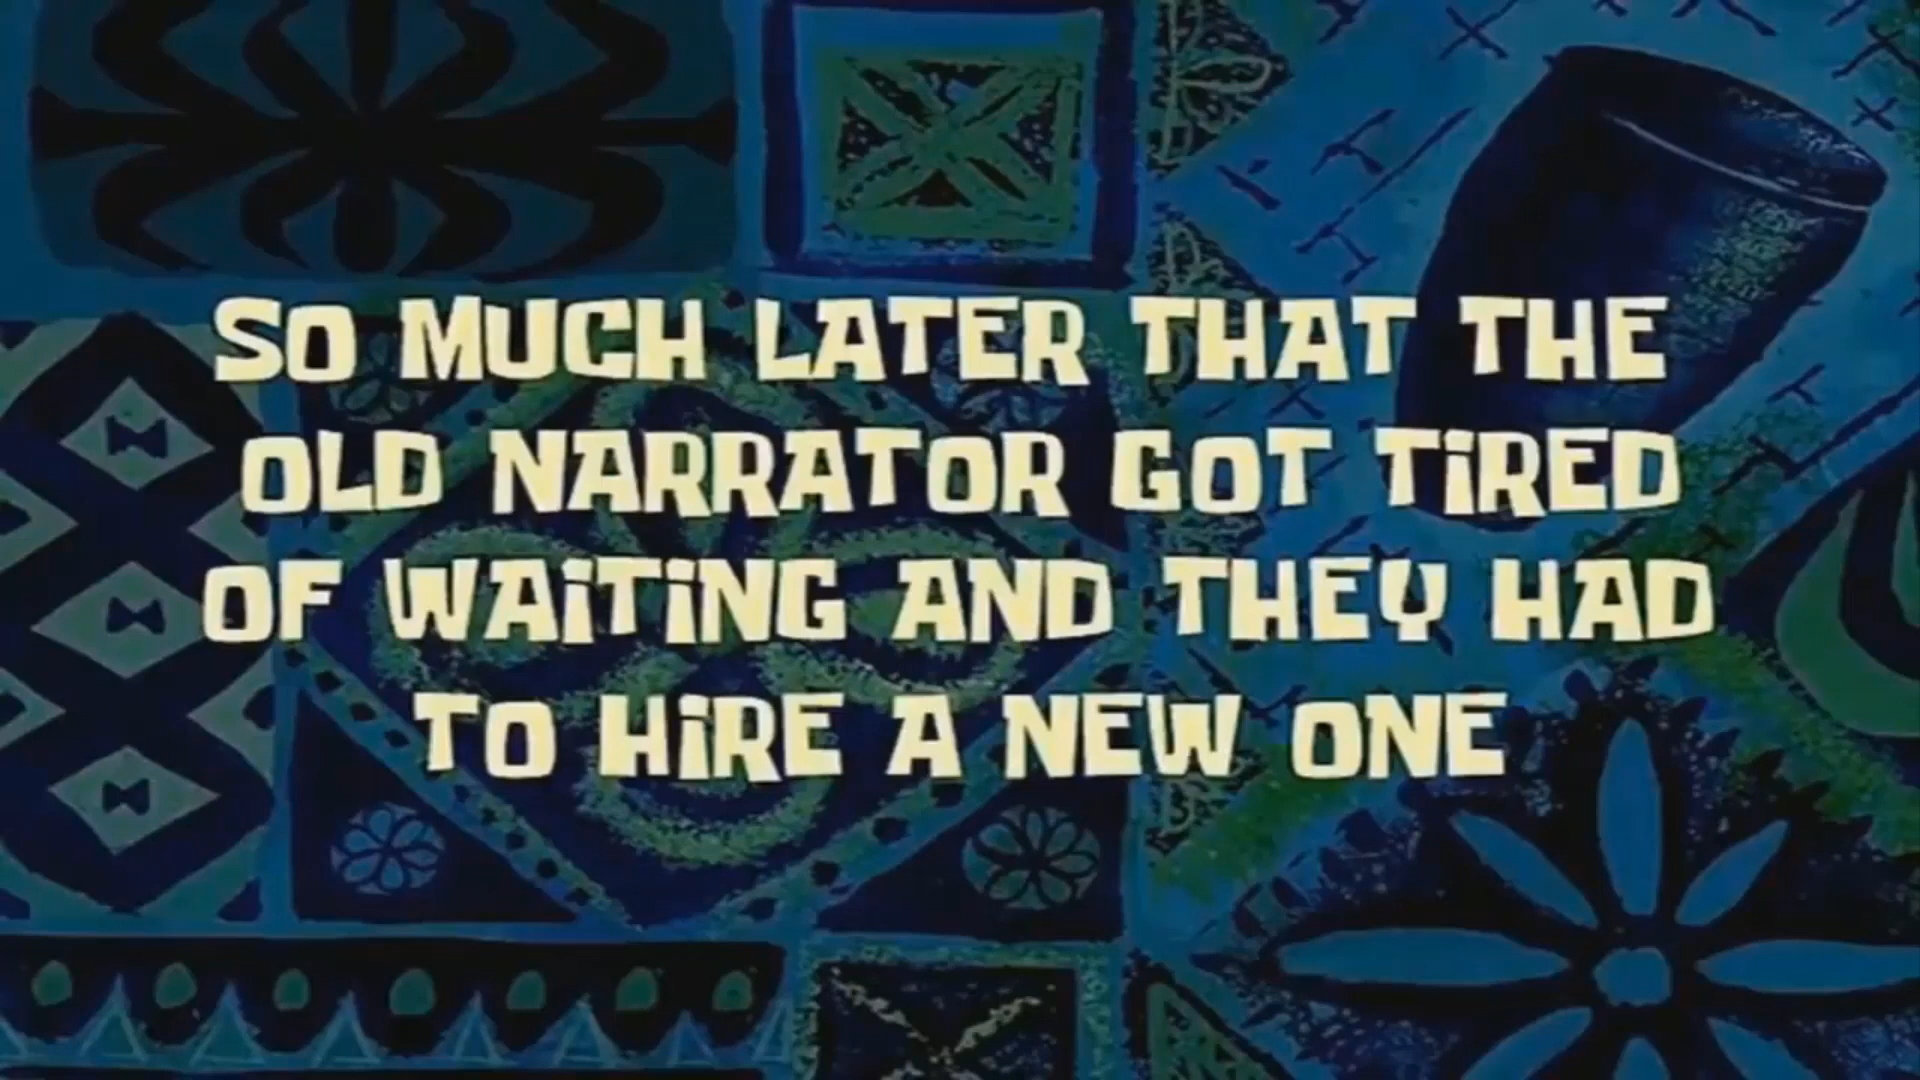 SO MUCH LATER THAT THE
OLD NARRATOR GOT TIRED
OF WAITING AND THEY HAD
TO HIRE A NEW ONE